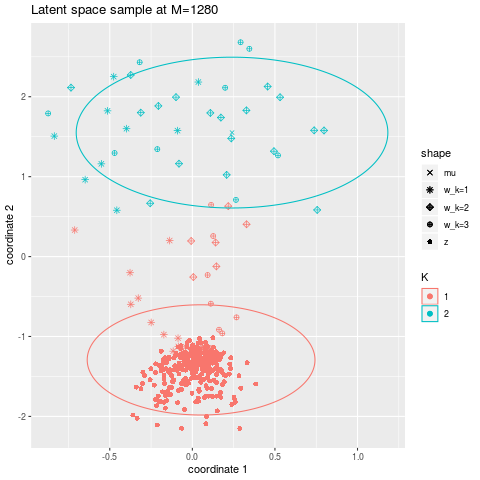 Latent space sample at M=1280
coordinate 2
2
1
0
-1
-2
-0.5
0.0
0.5
1.0
coordinate 1
shape
mu
w_k=1
w_k=2
w_k=3
z
K
1
2